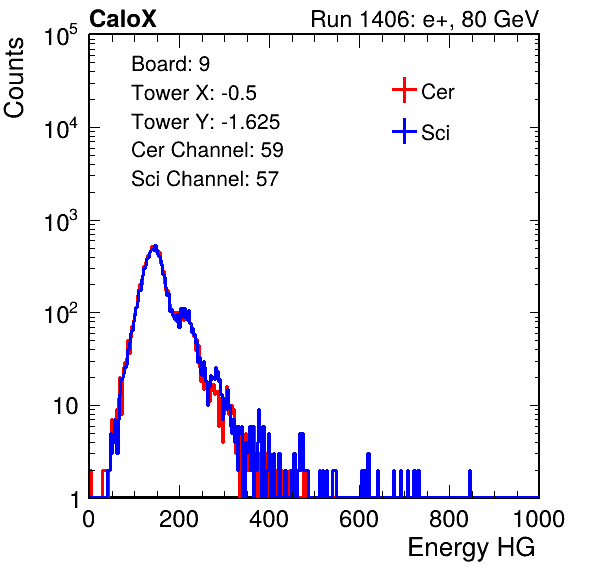 CaloX Run 1406: e+, 80 GeV
Counts
Board: 9
Tower X: -0.5
Tower Y: -1.625
Cer Channel: 59
Sci Channel: 57
Cer
Sci
10^5
10^4
10^3
10^2
10
1
0 200 400 600 800 1000
Energy HG